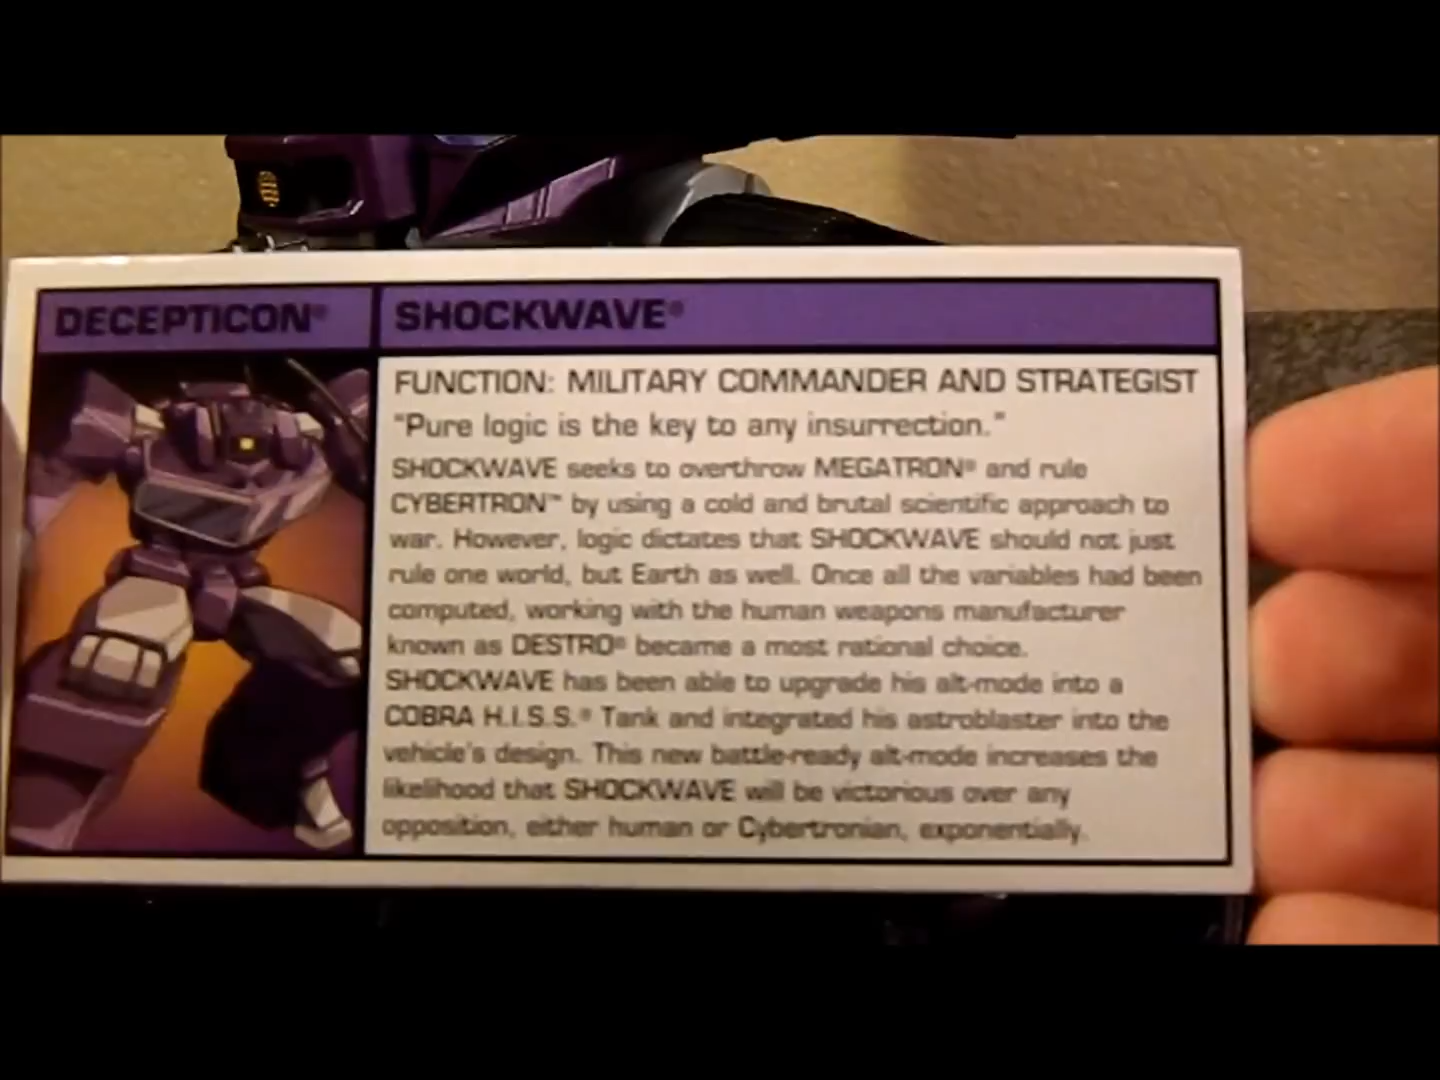 DECEPTICON®
SHOCKWAVE®
FUNCTION: MILITARY COMMANDER AND STRATEGIST
"Pure logic is the key to any insurrection."
SHOCKWAVE seeks to overthrow MEGATRON® and rule
CYBERTRON™ by using a cold and brutal scientific approach to
war. However, logic dictates that SHOCKWAVE should not just
rule one world, but Earth as well. Once all the variables had been
computed, working with the human weapons manufacturer
known as DESTRO® became a most rational choice.
SHOCKWAVE has been able to upgrade his alt-mode into a
COBRA H.I.S.S.® Tank and integrated his astroblaster into the
vehicle's design. This new battle-ready alt-mode increases the
likelihood that SHOCKWAVE will be victorious over any
opposition, either human or Cybertronian, exponentially.